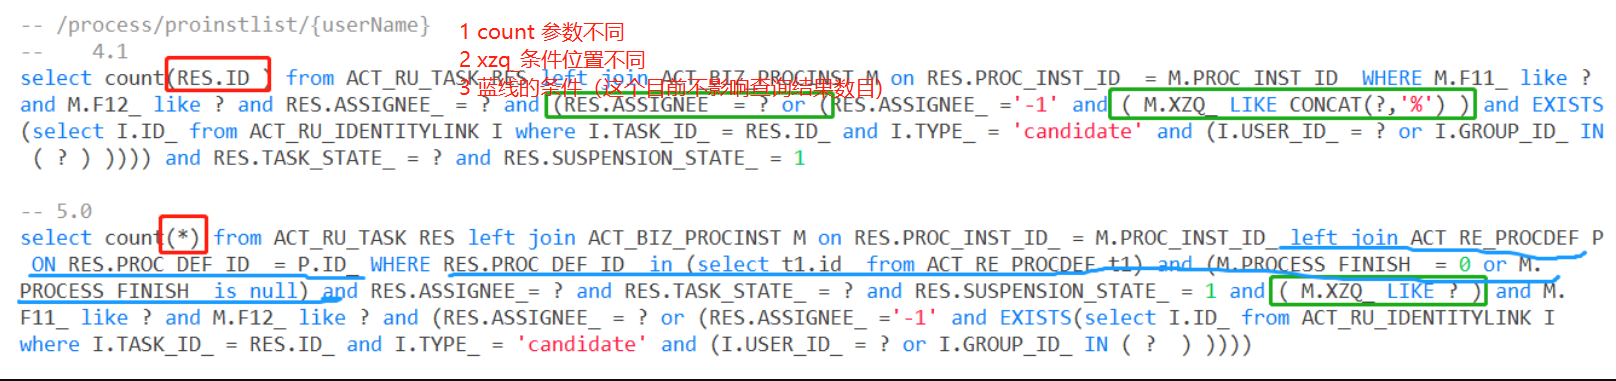 -- /process/proinstlist/{userName}
1 count 参数不同
-- 4.1
2 xzq 条件位置不同
select count(RES.ID_) from ACT_RU_TASK RES left join ACT_BIZ_PROCINST M on RES.PROC_INST_ID_ = M.PROC_INST_ID_ WHERE M.F11_ like ?
3 蓝线的条件 (这个目前不影响查询结果数目)
and M.F12_ like ? and RES.ASSIGNEE_ = ? and (RES.ASSIGNEE_ = ? or (RES.ASSIGNEE_ ='-1' and ( M.XZQ_ LIKE CONCAT(?,'%') ) and EXISTS
(select I.ID_ from ACT_RU_IDENTITYLINK I where I.TASK_ID_ = RES.ID_ and I.TYPE_ = 'candidate' and (I.USER_ID_ = ? or I.GROUP_ID_ IN
( ? ) )))) and RES.TASK_STATE_ = ? and RES.SUSPENSION_STATE_ = 1
-- 5.0
select count(*) from ACT_RU_TASK RES left join ACT_BIZ_PROCINST M on RES.PROC_INST_ID_ = M.PROC_INST_ID_ left join ACT_RE_PROCDEF P
ON RES.PROC_DEF_ID_ = P.ID_ WHERE RES.PROC_DEF_ID_ in (select t1.id_ from ACT_RE_PROCDEF t1) and (M.PROCESS_FINISH_ = 0 or M.
PROCESS_FINISH_ is null) and RES.ASSIGNEE_= ? and RES.TASK_STATE_ = ? and RES.SUSPENSION_STATE_ = 1 and ( M.XZQ_ LIKE ? ) and M.
F11_ like ? and M.F12_ like ? and (RES.ASSIGNEE_ = ? or (RES.ASSIGNEE_ ='-1' and EXISTS(select I.ID_ from ACT_RU_IDENTITYLINK I
where I.TASK_ID_ = RES.ID_ and I.TYPE_ = 'candidate' and (I.USER_ID_ = ? or I.GROUP_ID_ IN ( ? ) ))))